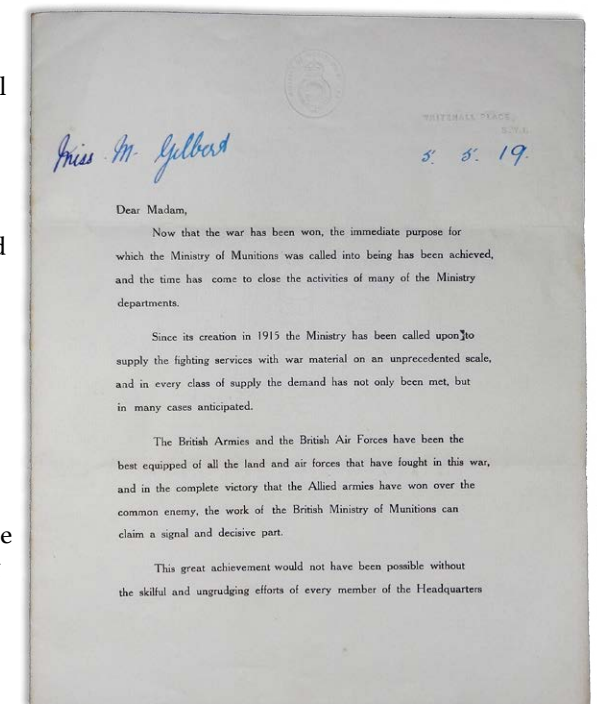 l
d
e
WHITEHALL PLACE,
S.W.1.
Miss M. Gilbert
5. 5. 19.
Dear Madam,
Now that the war has been won, the immediate purpose for
which the Ministry of Munitions was called into being has been achieved,
and the time has come to close the activities of many of the Ministry
departments.
Since its creation in 1915 the Ministry has been called upon to
supply the fighting services with war material on an unprecedented scale,
and in every class of supply the demand has not only been met, but
in many cases anticipated.
The British Armies and the British Air Forces have been the
best equipped of all the land and air forces that have fought in this war,
and in the complete victory that the Allied armies have won over the
common enemy, the work of the British Ministry of Munitions can
claim a signal and decisive part.
This great achievement would not have been possible without
the skilful and ungrudging efforts of every member of the Headquarters